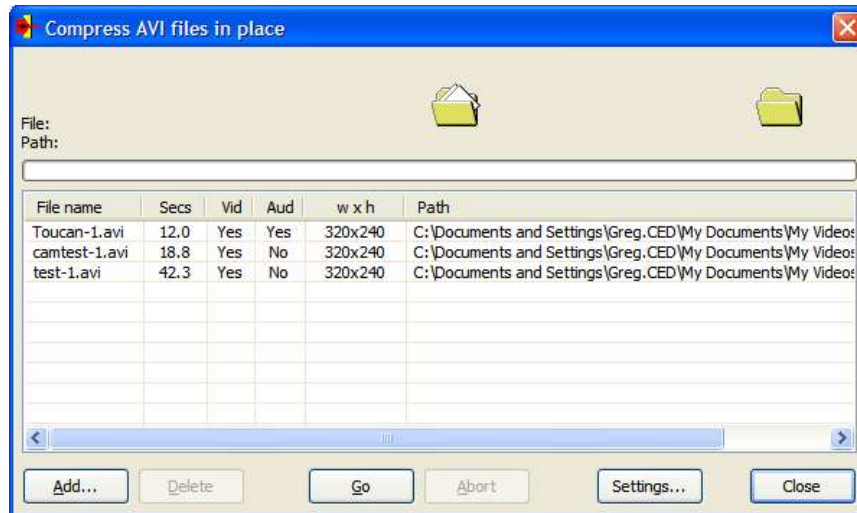 Compress AVI files in place
File:
Path:
File name Secs Vid Aud w x h Path
Toucan-1.avi 12.0 Yes Yes 320x240 C:\Documents and Settings\Greg.CED\My Documents\My Videos
camtest-1.avi 18.8 Yes No 320x240 C:\Documents and Settings\Greg.CED\My Documents\My Videos
test-1.avi 42.3 Yes No 320x240 C:\Documents and Settings\Greg.CED\My Documents\My Videos
Add... Delete Go Abort Settings... Close